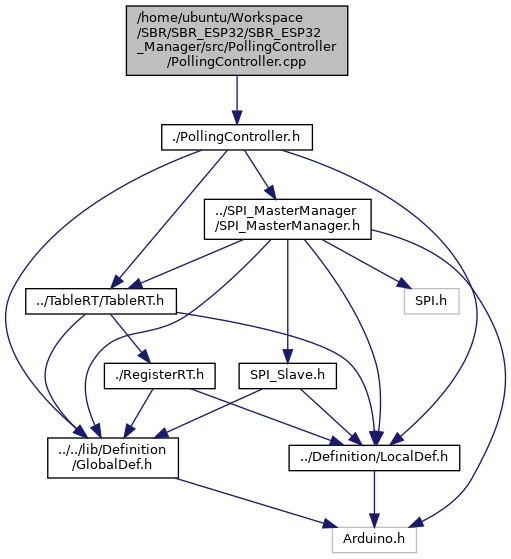 /home/ubuntu/Workspace
/SBR/SBR_ESP32/SBR_ESP32
_Manager/src/PollingController
/PollingController.cpp
./PollingController.h
../SPI_MasterManager
/SPI_MasterManager.h
../TableRT/TableRT.h
SPI.h
./RegisterRT.h
SPI_Slave.h
../../lib/Definition
/GlobalDef.h
../Definition/LocalDef.h
Arduino.h